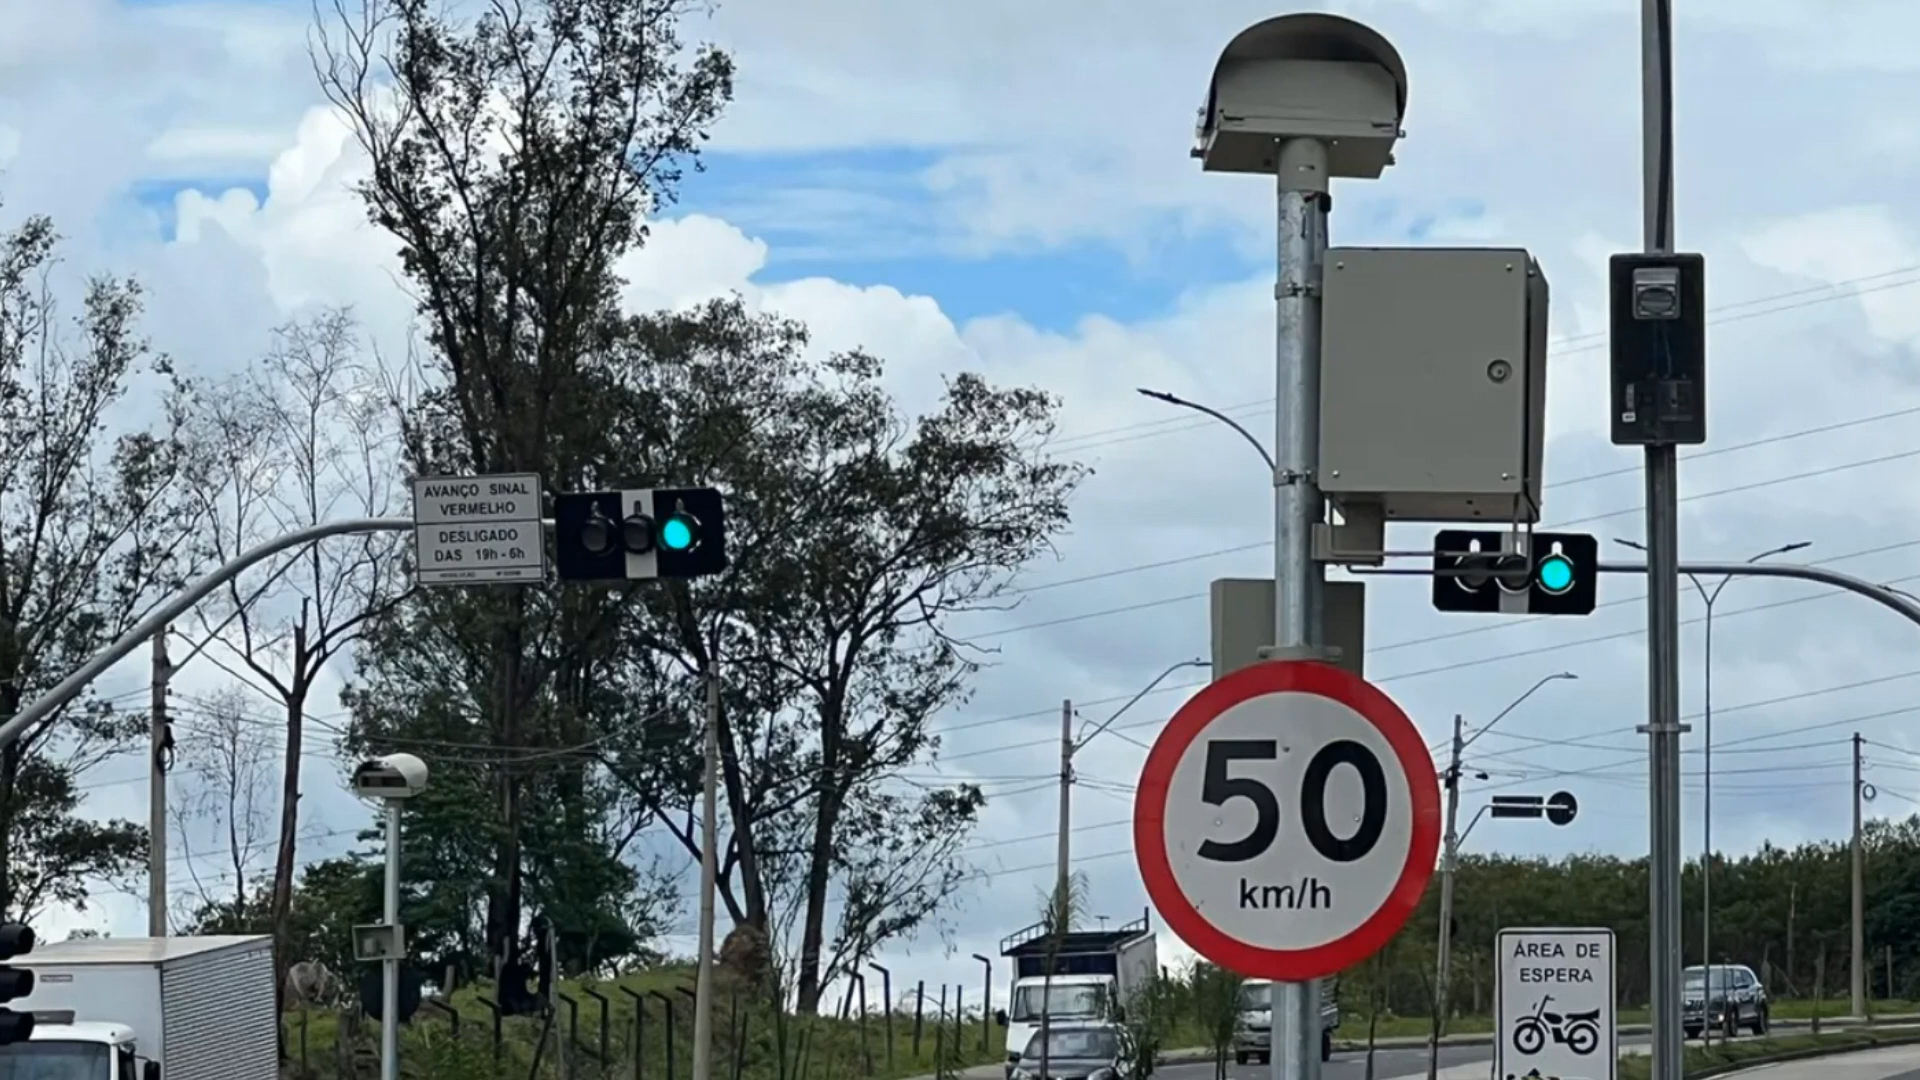 AVANÇO SINAL
VERMELHO
DESLIGADO
DAS 19h - 6h
50
km/h
ÁREA DE
ESPERA